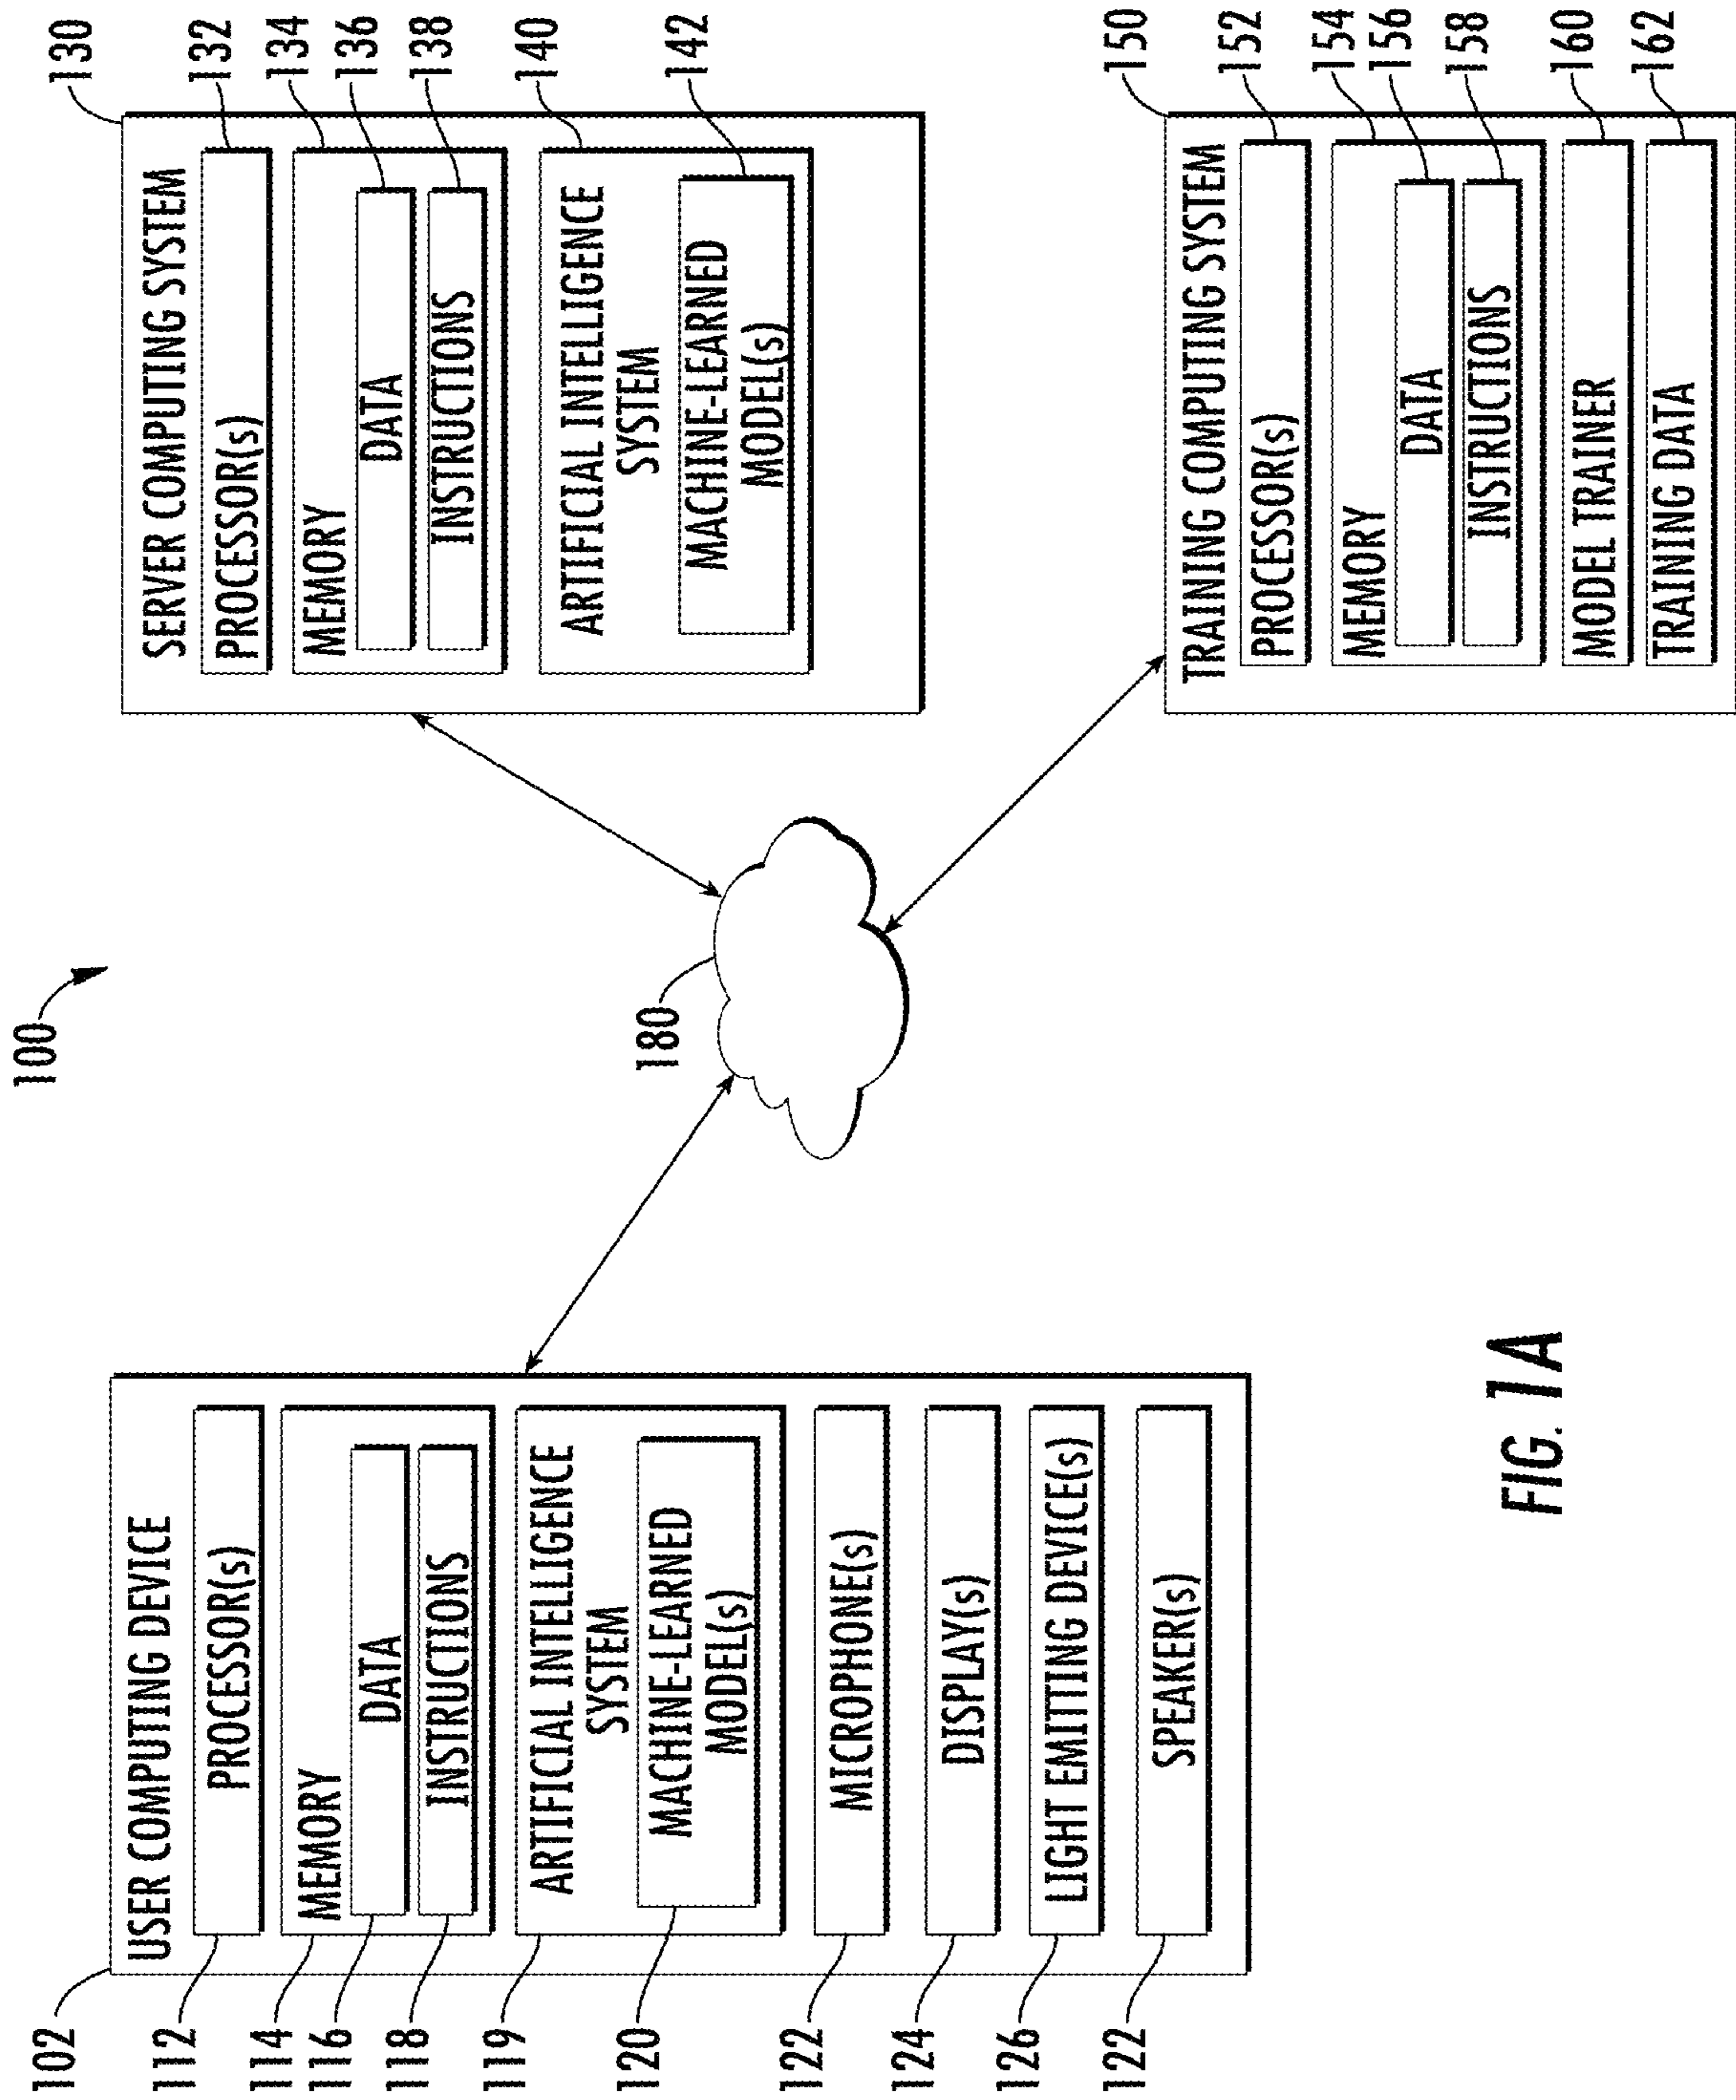 100
102
USER COMPUTING DEVICE
112
PROCESSOR(s)
114
MEMORY
116
DATA
118
INSTRUCTIONS
119
ARTIFICIAL INTELLIGENCE
SYSTEM
120
MACHINE-LEARNED
MODEL(s)
122
MICROPHONE(s)
124
DISPLAY(s)
126
LIGHT EMITTING DEVICE(s)
122
SPEAKER(s)
180
130
SERVER COMPUTING SYSTEM
132
PROCESSOR(s)
134
MEMORY
136
DATA
138
INSTRUCTIONS
140
ARTIFICIAL INTELLIGENCE
SYSTEM
142
MACHINE-LEARNED
MODEL(s)
150
TRAINING COMPUTING SYSTEM
152
PROCESSOR(s)
154
MEMORY
156
DATA
158
INSTRUCTIONS
160
MODEL TRAINER
162
TRAINING DATA
FIG. 1A